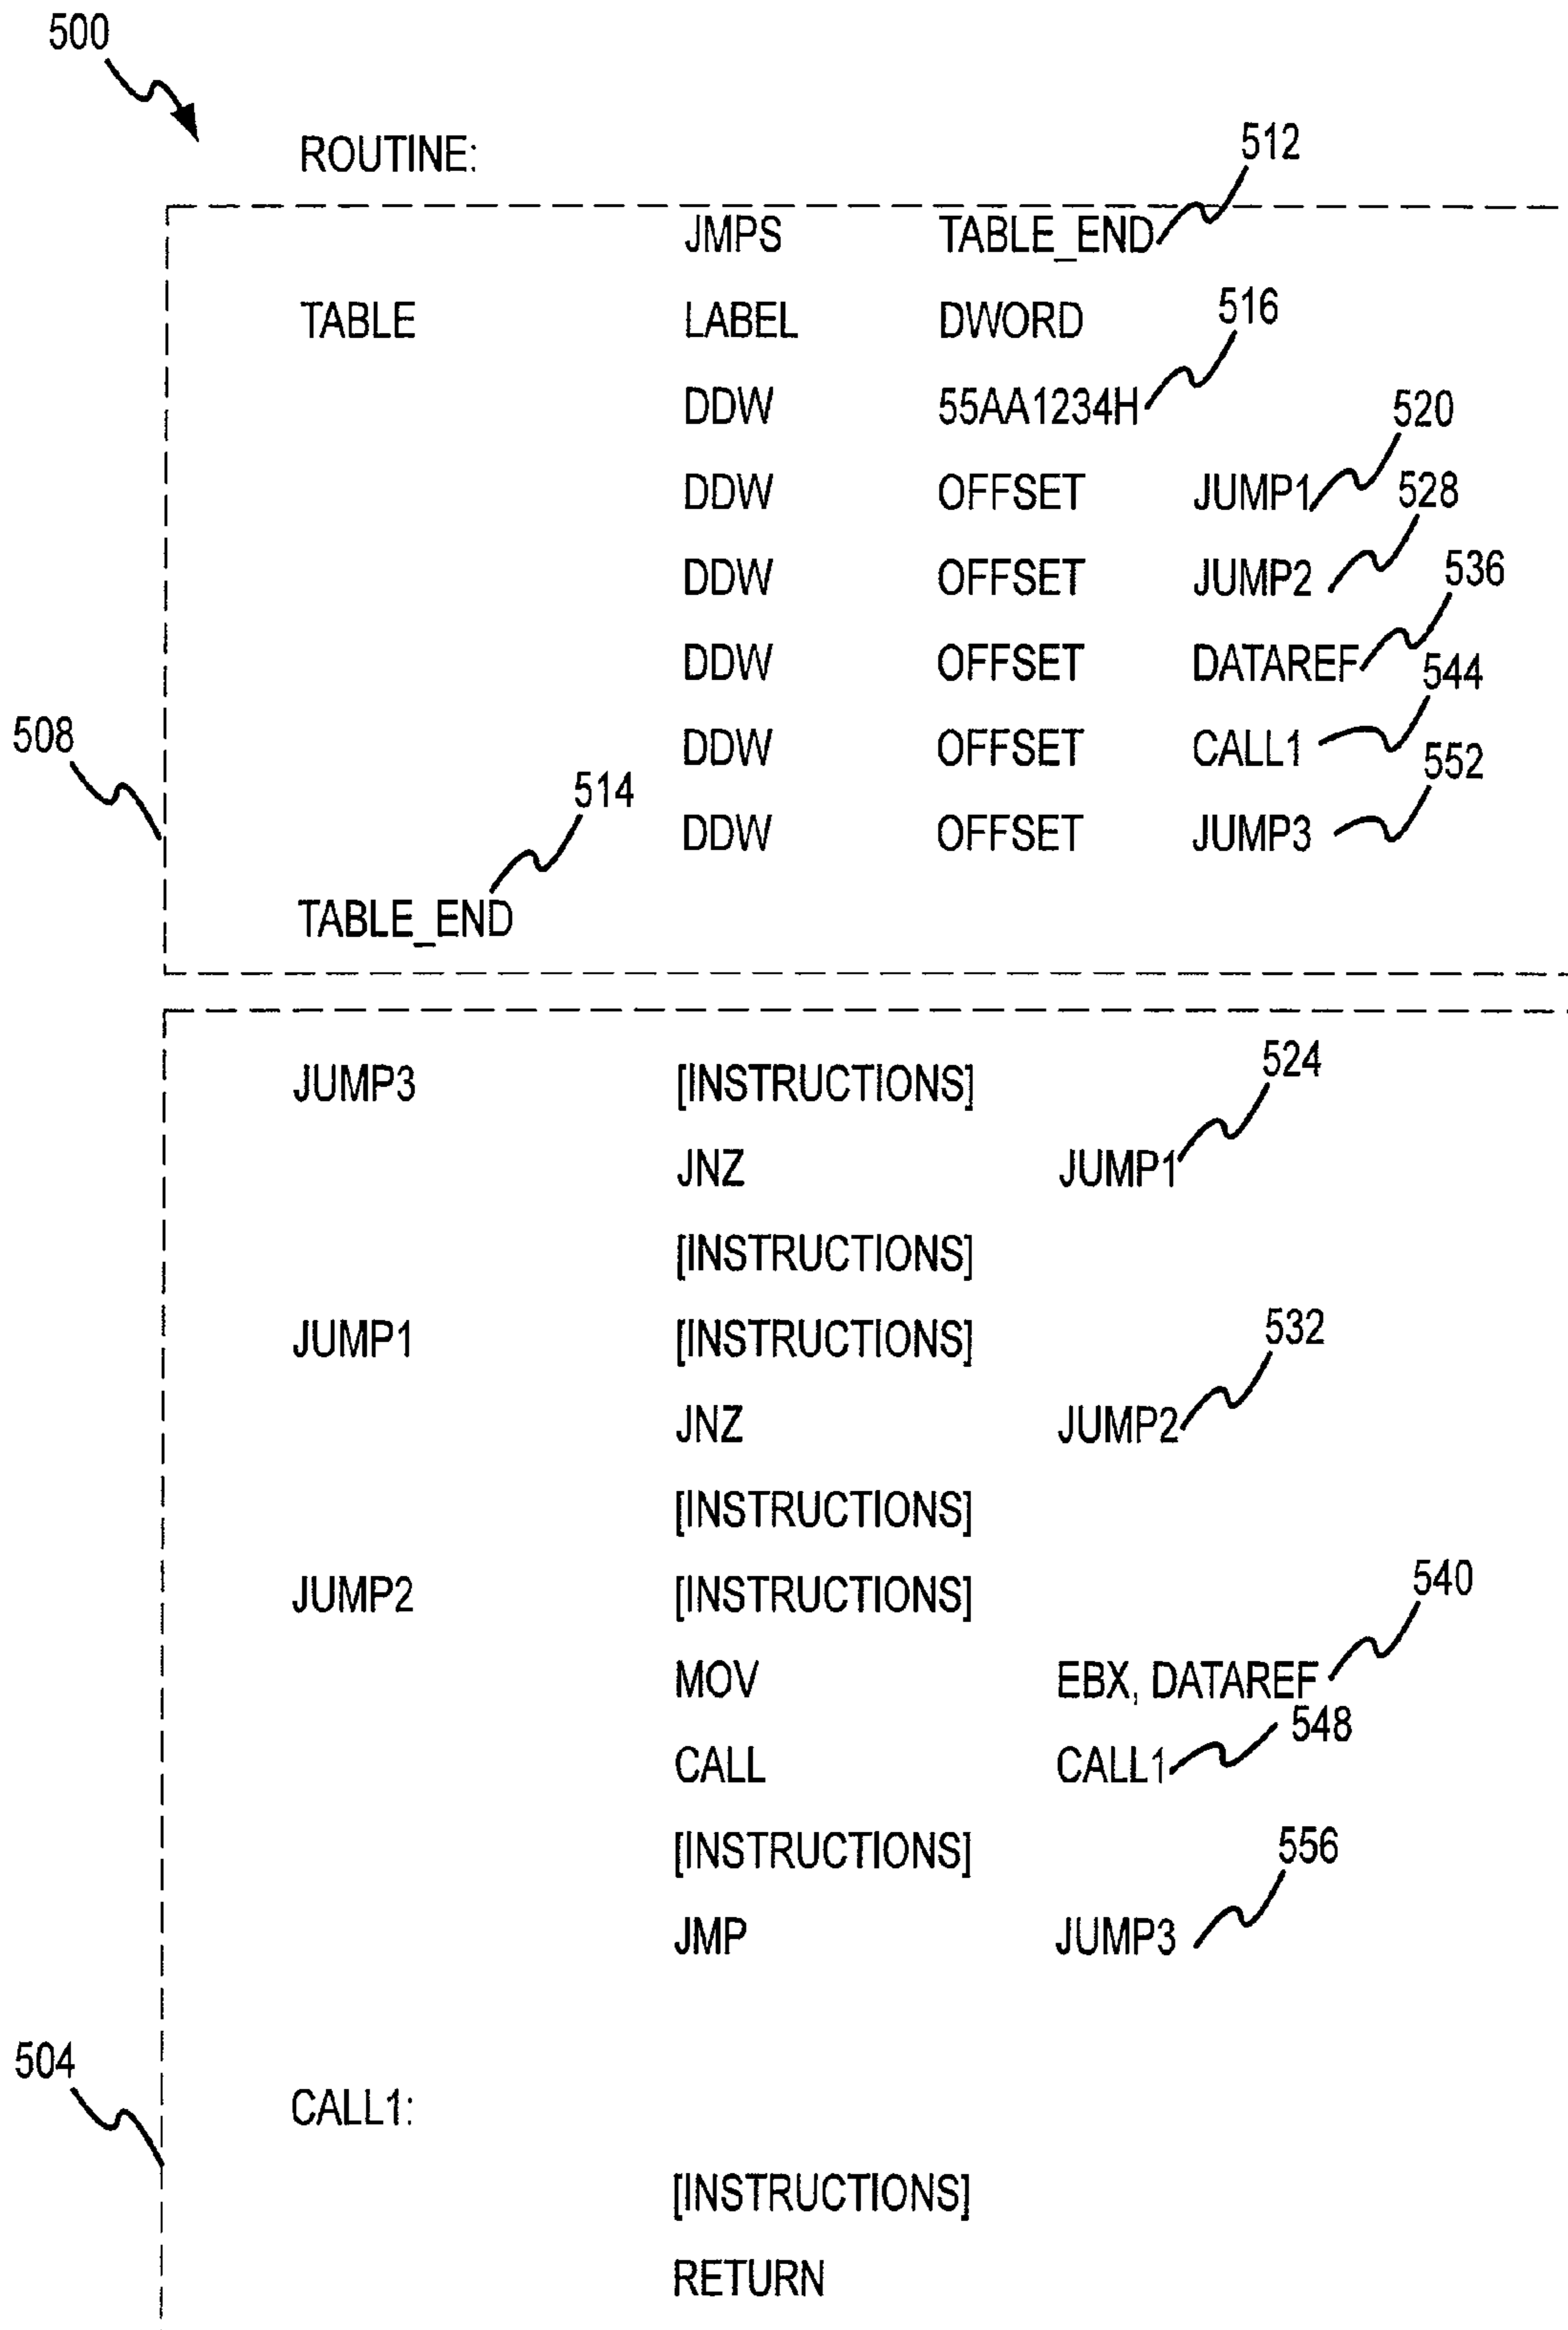 500
ROUTINE:
512
JMPS TABLE_END
516
TABLE LABEL DWORD
DDW 55AA1234H
520
DDW OFFSET JUMP1
528
DDW OFFSET JUMP2
536
DDW OFFSET DATAREF
544
508
DDW OFFSET CALL1
552
514
DDW OFFSET JUMP3
TABLE_END
524
JUMP3 [INSTRUCTIONS]
JNZ JUMP1
[INSTRUCTIONS]
532
JUMP1 [INSTRUCTIONS]
JNZ JUMP2
[INSTRUCTIONS]
540
JUMP2 [INSTRUCTIONS]
MOV EBX, DATAREF
548
CALL CALL1
[INSTRUCTIONS]
556
JMP JUMP3
504
CALL1:
[INSTRUCTIONS]
RETURN